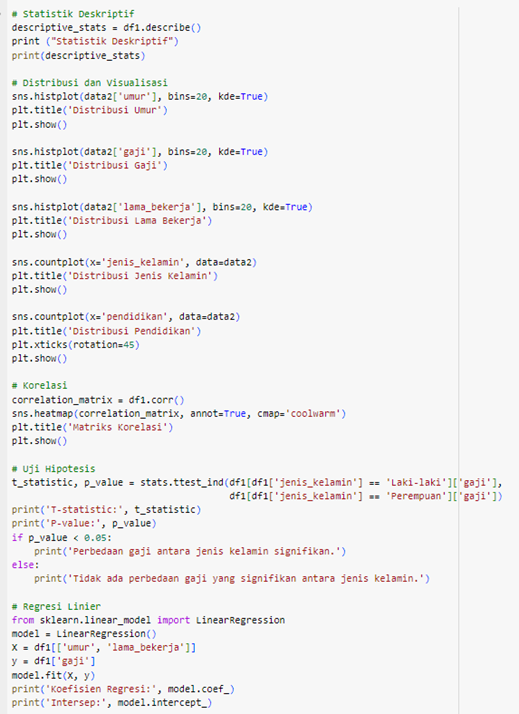 # Statistik Deskriptif
descriptive_stats = df1.describe()
print ("Statistik Deskriptif")
print(descriptive_stats)
# Distribusi dan Visualisasi
sns.histplot(data2['umur'], bins=20, kde=True)
plt.title('Distribusi Umur')
plt.show()
sns.histplot(data2['gaji'], bins=20, kde=True)
plt.title('Distribusi Gaji')
plt.show()
sns.histplot(data2['lama_bekerja'], bins=20, kde=True)
plt.title('Distribusi Lama Bekerja')
plt.show()
sns.countplot(x='jenis_kelamin', data=data2)
plt.title('Distribusi Jenis Kelamin')
plt.show()
sns.countplot(x='pendidikan', data=data2)
plt.title('Distribusi Pendidikan')
plt.xticks(rotation=45)
plt.show()
# Korelasi
correlation_matrix = df1.corr()
sns.heatmap(correlation_matrix, annot=True, cmap='coolwarm')
plt.title('Matriks Korelasi')
plt.show()
# Uji Hipotesis
t_statistic, p_value = stats.ttest_ind(df1[df1['jenis_kelamin'] == 'Laki-laki']['gaji'],
df1[df1['jenis_kelamin'] == 'Perempuan']['gaji'])
print('T-statistic:', t_statistic)
print('P-value:', p_value)
if p_value < 0.05:
    print('Perbedaan gaji antara jenis kelamin signifikan.')
else:
    print('Tidak ada perbedaan gaji yang signifikan antara jenis kelamin.')
# Regresi Linier
from sklearn.linear_model import LinearRegression
model = LinearRegression()
X = df1[['umur', 'lama_bekerja']]
y = df1['gaji']
model.fit(X, y)
print('Koefisien Regresi:', model.coef_)
print('Intersep:', model.intercept_)